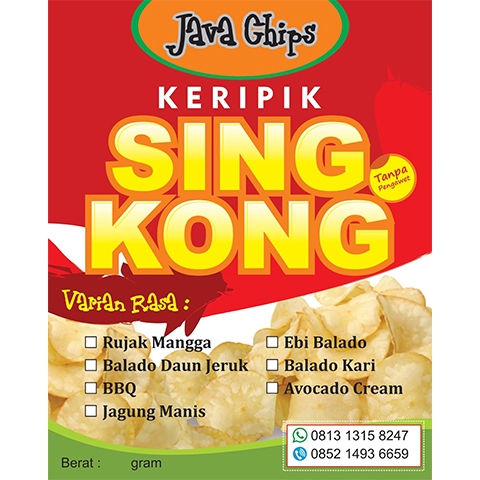 Java Chips
KERIPIK
SING
KONG
Tanpa
Pengawet
Varian Rasa :
Rujak Mangga
Balado Daun Jeruk
BBQ
Jagung Manis
Ebi Balado
Balado Kari
Avocado Cream
0813 1315 8247
0852 1493 6659
Berat : gram